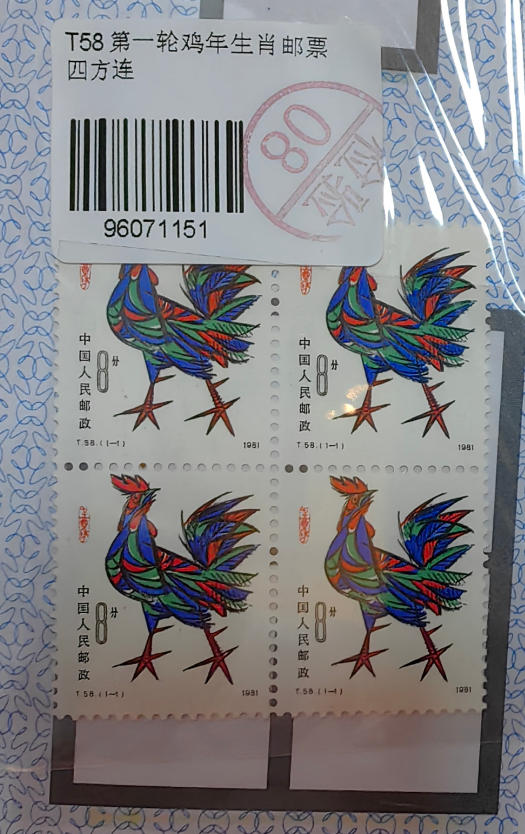 T58 第一轮鸡年生肖邮票
四方连
80
检验
96071151
中国人民邮政
8分
T.58.(1-1)
1981
中国人民邮政
8分
T.58.(1-1)
1981
中国人民邮政
8分
T.58.(1-1)
1981
中国人民邮政
8分
T.58.(1-1)
1981